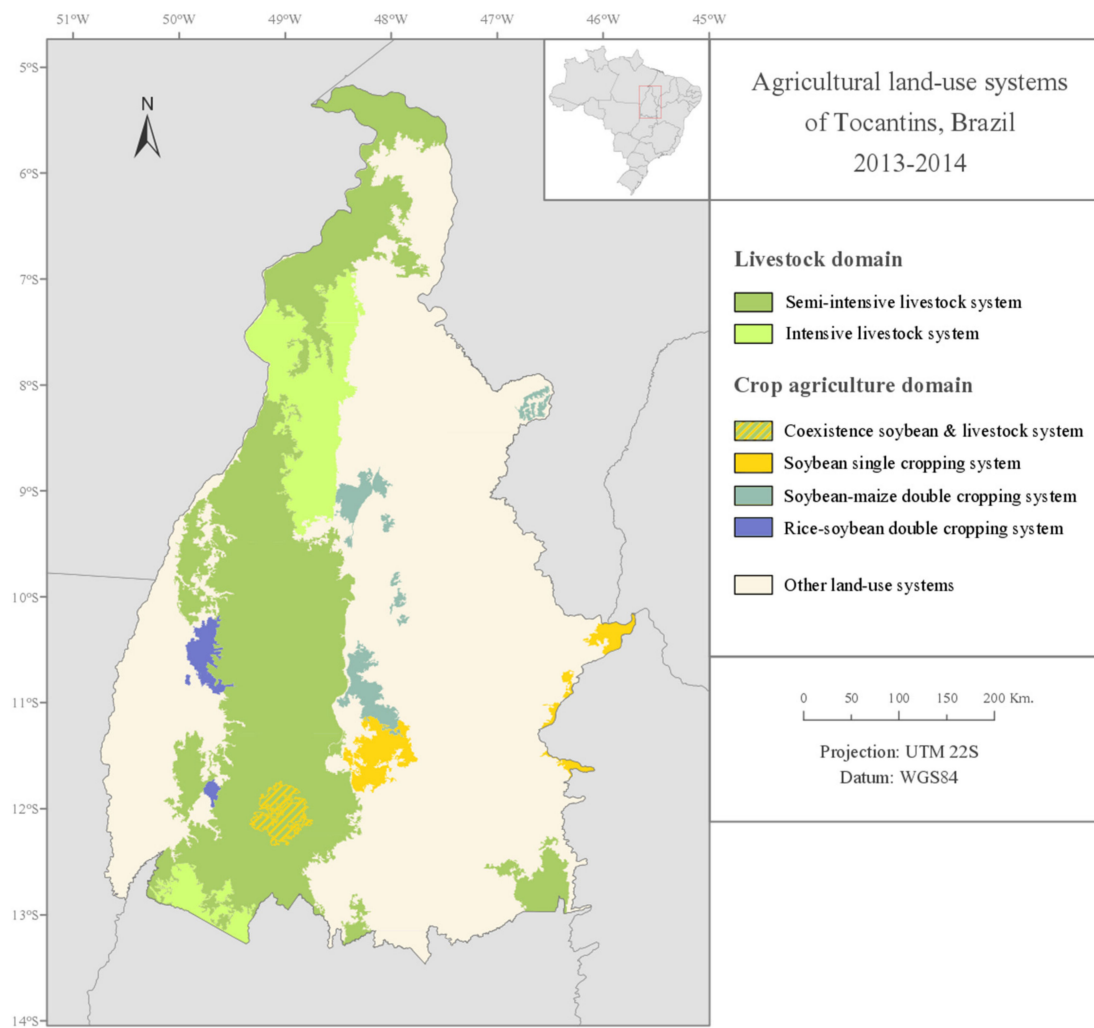 51°W 50°W 49°W 48°W 47°W 46°W 45°W
5°S
6°S
7°S
8°S
9°S
10°S
11°S
12°S
13°S
14°S
N
Agricultural land-use systems
of Tocantins, Brazil
2013-2014
Livestock domain
Semi-intensive livestock system
Intensive livestock system
Crop agriculture domain
Coexistence soybean & livestock system
Soybean single cropping system
Soybean-maize double cropping system
Rice-soybean double cropping system
Other land-use systems
0 50 100 150 200 Km.
Projection: UTM 22S
Datum: WGS84